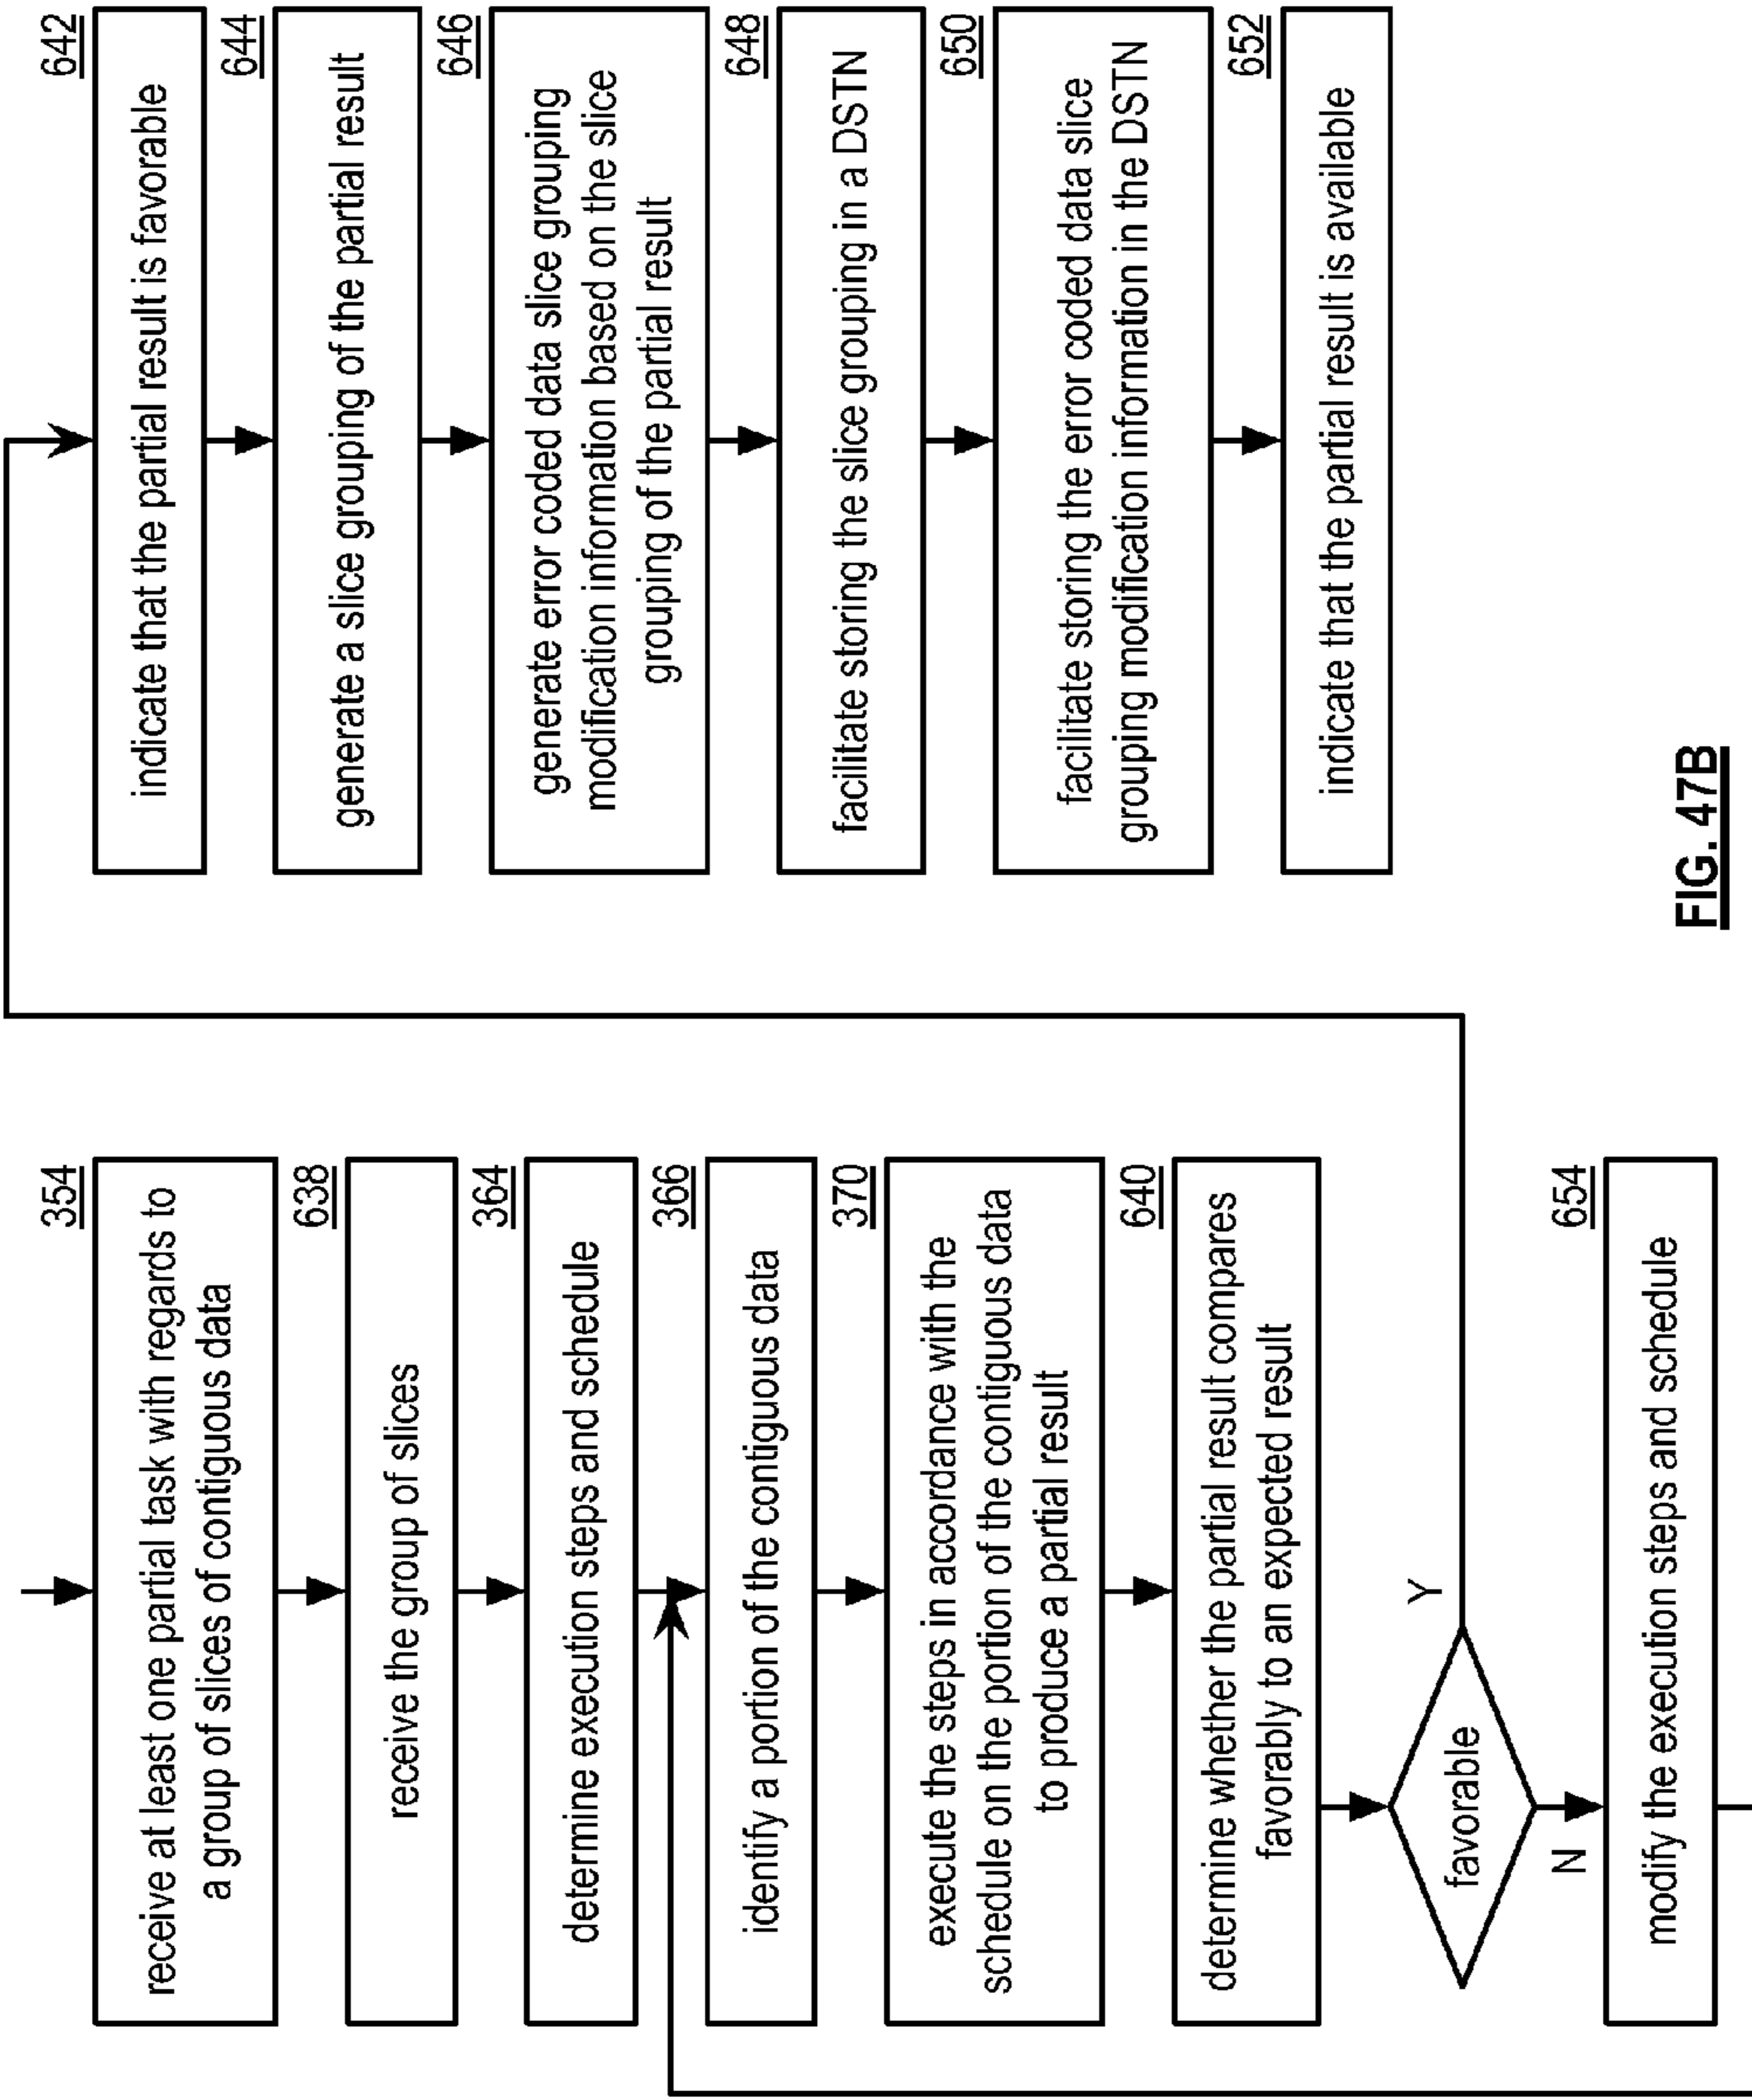 354
receive at least one partial task with regards to
a group of slices of contiguous data
638
receive the group of slices
364
determine execution steps and schedule
366
identify a portion of the contiguous data
370
execute the steps in accordance with the
schedule on the portion of the contiguous data
to produce a partial result
640
determine whether the partial result compares
favorably to an expected result
favorable
Y
N
654
modify the execution steps and schedule
642
indicate that the partial result is favorable
644
generate a slice grouping of the partial result
646
generate error coded data slice grouping
modification information based on the slice
grouping of the partial result
648
facilitate storing the slice grouping in a DSTN
650
facilitate storing the error coded data slice
grouping modification information in the DSTN
652
indicate that the partial result is available
FIG. 47B